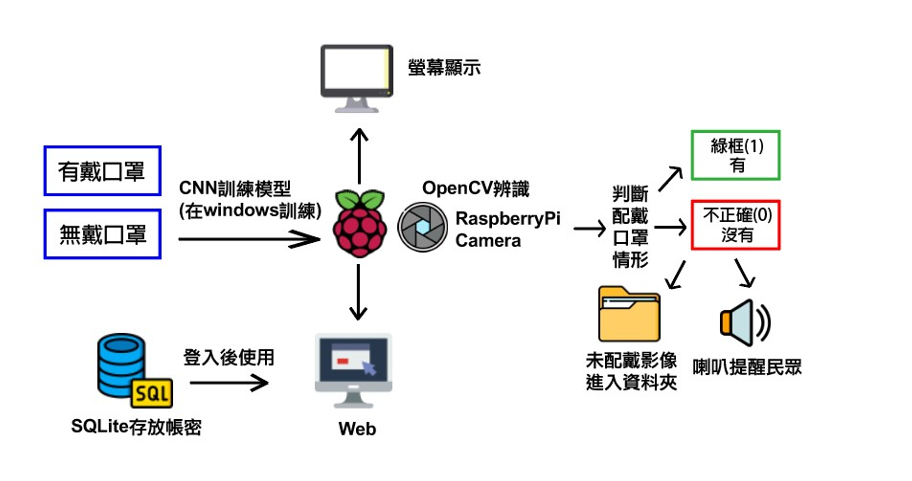 螢幕顯示
有戴口罩
無戴口罩
CNN訓練模型
(在windows訓練)
OpenCV辨識
RaspberryPi
Camera
判斷
配戴
口罩
情形
綠框(1)
有
不正確(0)
沒有
未配戴影像
進入資料夾
喇叭提醒民眾
SQL
SQLite存放帳密
登入後使用
Web